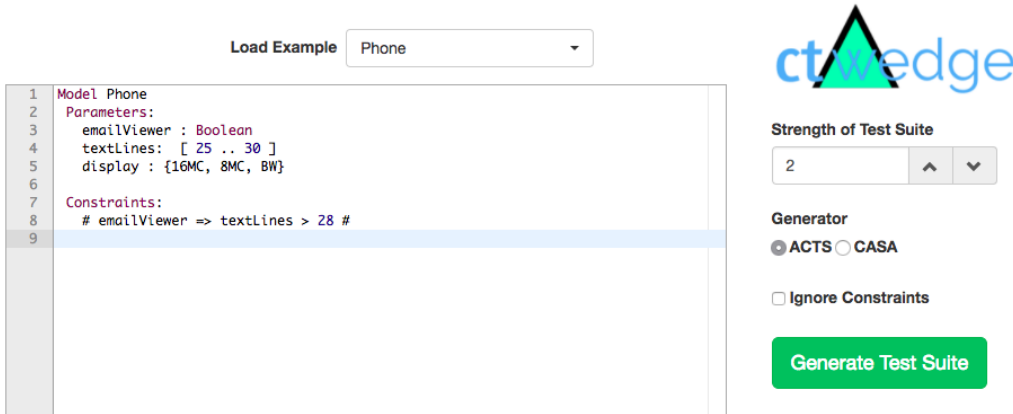 Load Example Phone
ctwedge
1 Model Phone
2 Parameters:
3 emailViewer : Boolean
4 textLines: [ 25 .. 30 ]
5 display : {16MC, 8MC, BW}
6
7 Constraints:
8 # emailViewer => textLines > 28 #
9
Strength of Test Suite
2
Generator
ACTS CASA
Ignore Constraints
Generate Test Suite